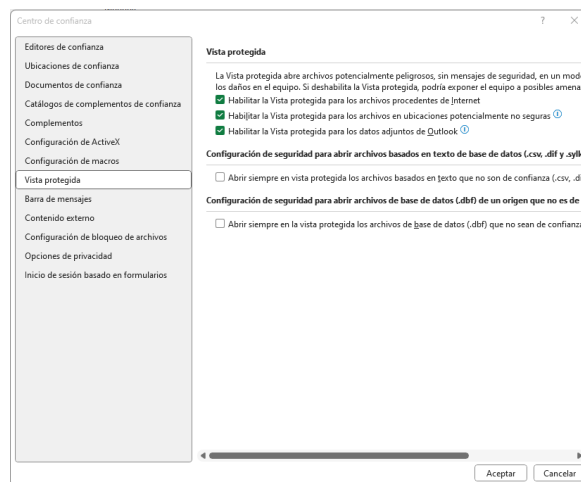 Centro de confianza
Editores de confianza
Ubicaciones de confianza
Documentos de confianza
Catálogos de complementos de confianza
Complementos
Configuración de ActiveX
Configuración de macros
Vista protegida
Barra de mensajes
Contenido externo
Configuración de bloqueo de archivos
Opciones de privacidad
Inicio de sesión basado en formularios
Vista protegida
La Vista protegida abre archivos potencialmente peligrosos, sin mensajes de seguridad, en un mod
los daños en el equipo. Si deshabilita la Vista protegida, podría exponer el equipo a posibles amena
Habilitar la Vista protegida para los archivos procedentes de Internet
Habilitar la Vista protegida para los archivos en ubicaciones potencialmente no seguras
Habilitar la Vista protegida para los datos adjuntos de Outlook
Configuración de seguridad para abrir archivos basados en texto de base de datos (.csv, .dif y .sylk
Abrir siempre en vista protegida los archivos basados en texto que no son de confianza (.csv, .di
Configuración de seguridad para abrir archivos de base de datos (.dbf) de un origen que no es de
Abrir siempre en la vista protegida los archivos de base de datos (.dbf) que no sean de confianza
Aceptar
Cancelar